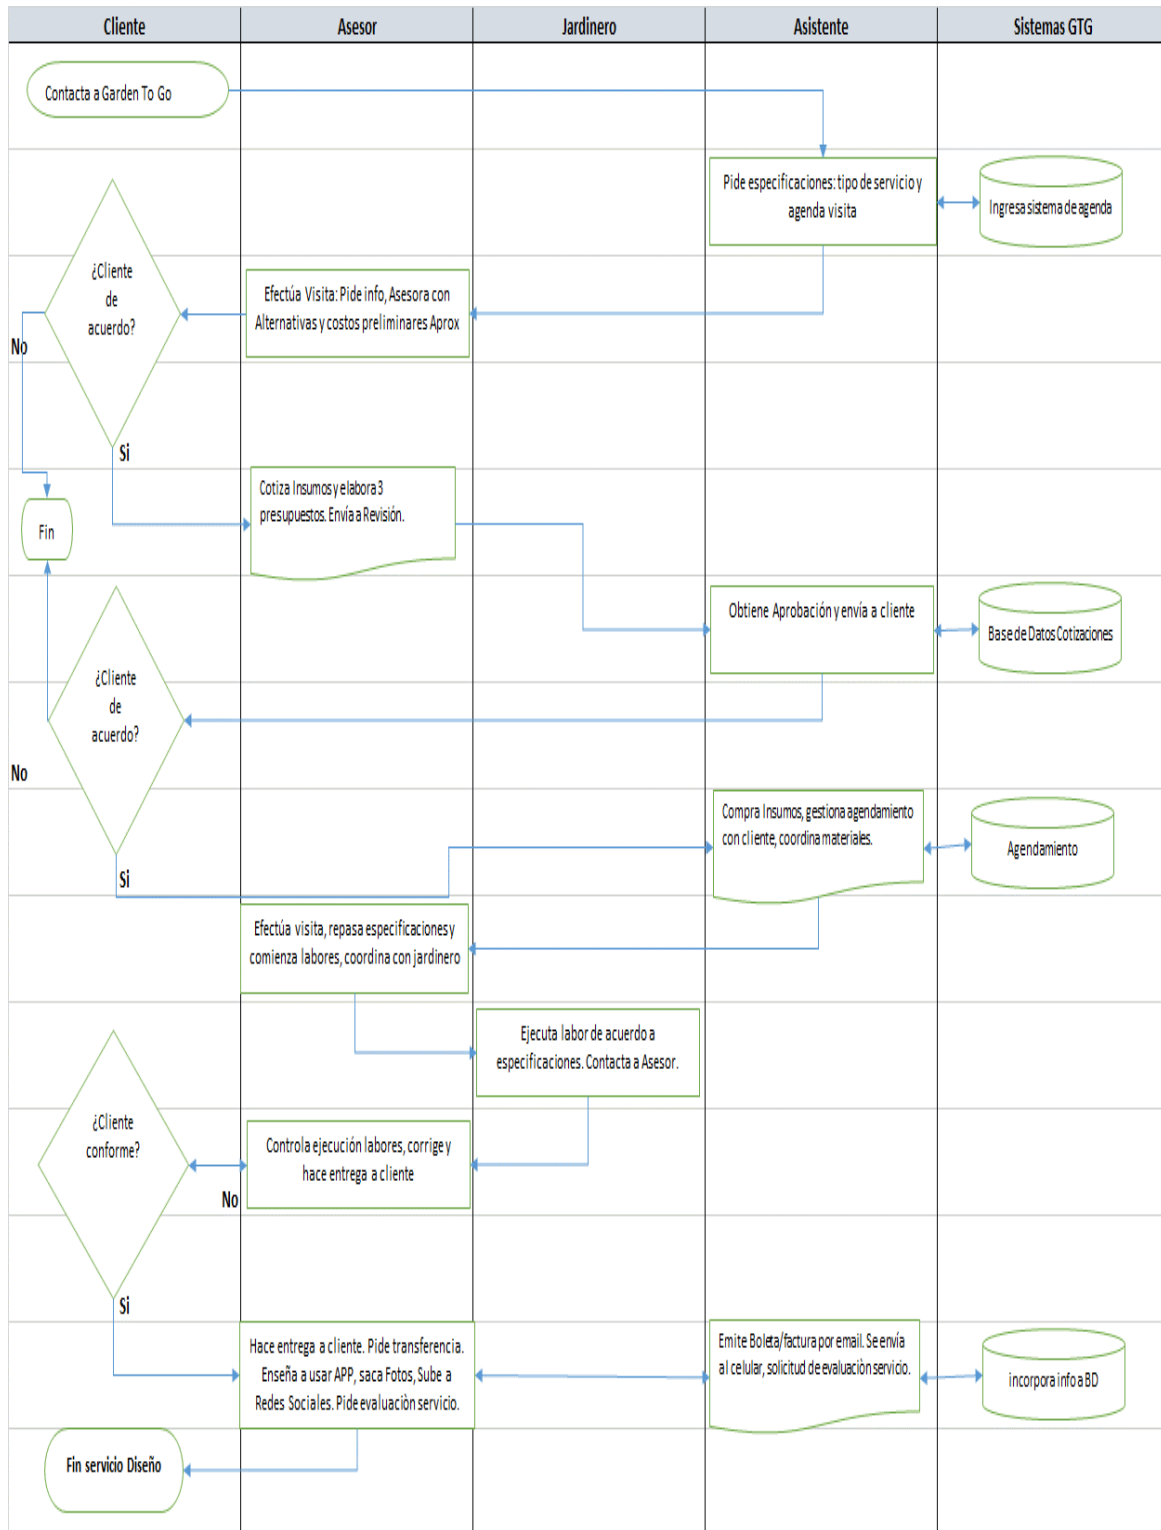 Cliente
Asesor
Jardinero
Asistente
Sistemas GTG
Contacta a Garden To Go
Pide especificaciones: tipo de servicio y
agenda visita
Ingresa sistema de agenda
¿Cliente
de
acuerdo?
Efectúa Visita: Pide info, Asesora con
Alternativas y costos preliminares Aprox
No
Si
Cotiza Insumos y elabora 3
presupuestos. Envía a Revisión.
Fin
Obtiene Aprobación y envía a cliente
Base de Datos Cotizaciones
¿Cliente
de
acuerdo?
No
Si
Compra Insumos, gestiona agendamiento
con cliente, coordina materiales.
Agendamiento
Efectúa visita, repasa especificaciones y
comienza labores, coordina con jardinero
Ejecuta labor de acuerdo a
especificaciones. Contacta a Asesor.
¿Cliente
conforme?
Controla ejecución labores, corrige y
hace entrega a cliente
No
Si
Hace entrega a cliente. Pide transferencia.
Enseña a usar APP, saca Fotos, Sube a
Redes Sociales. Pide evaluaciòn servicio.
Emite Boleta/factura por email. Se envía
al celular, solicitud de evaluaciòn servicio.
incorpora info a BD
Fin servicio Diseño